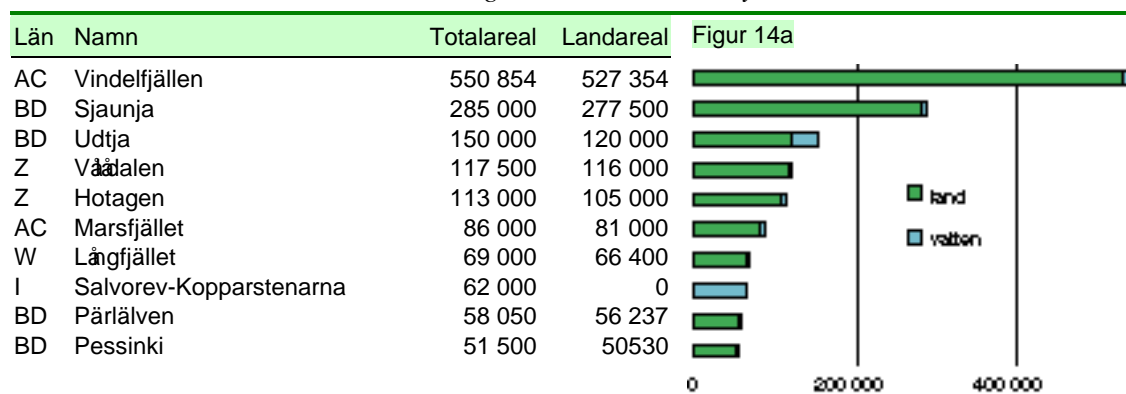 Län Namn Totalareal Landareal Figur 14a
AC Vindelfjällen 550 854 527 354
BD Sjaunja 285 000 277 500
BD Udtja 150 000 120 000
Z Våådalen 117 500 116 000
Z Hotagen 113 000 105 000
AC Marsfjället 86 000 81 000
W Långfjället 69 000 66 400
I Salvorev-Kopparstenarna 62 000 0
BD Pärlälven 58 050 56 237
BD Pessinki 51 500 50530
land
vatten
0 200 000 400 000